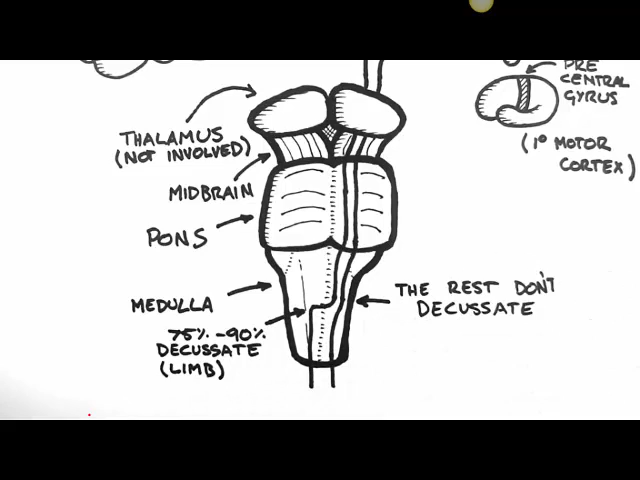 PRE
CENTRAL
GYRUS
(1° MOTOR
CORTEX)
THALAMUS
(NOT INVOLVED)
MIDBRAIN
PONS
MEDULLA
75% -90%
DECUSSATE
(LIMB)
THE REST DON'T
DECUSSATE